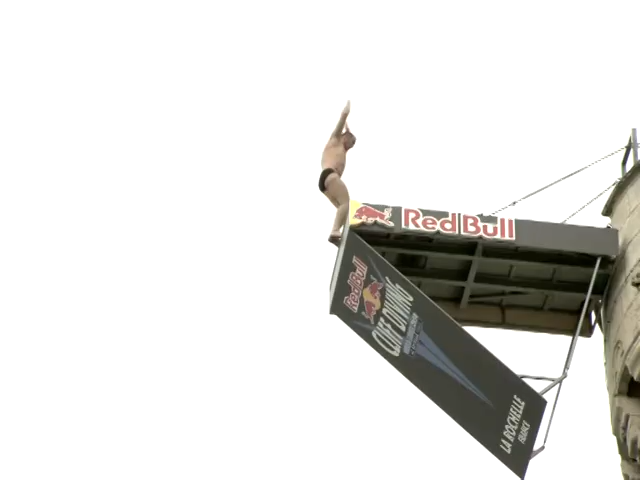 Red Bull
Red Bull
CLIFF DIVING
LA ROCHELLE
FRANCE